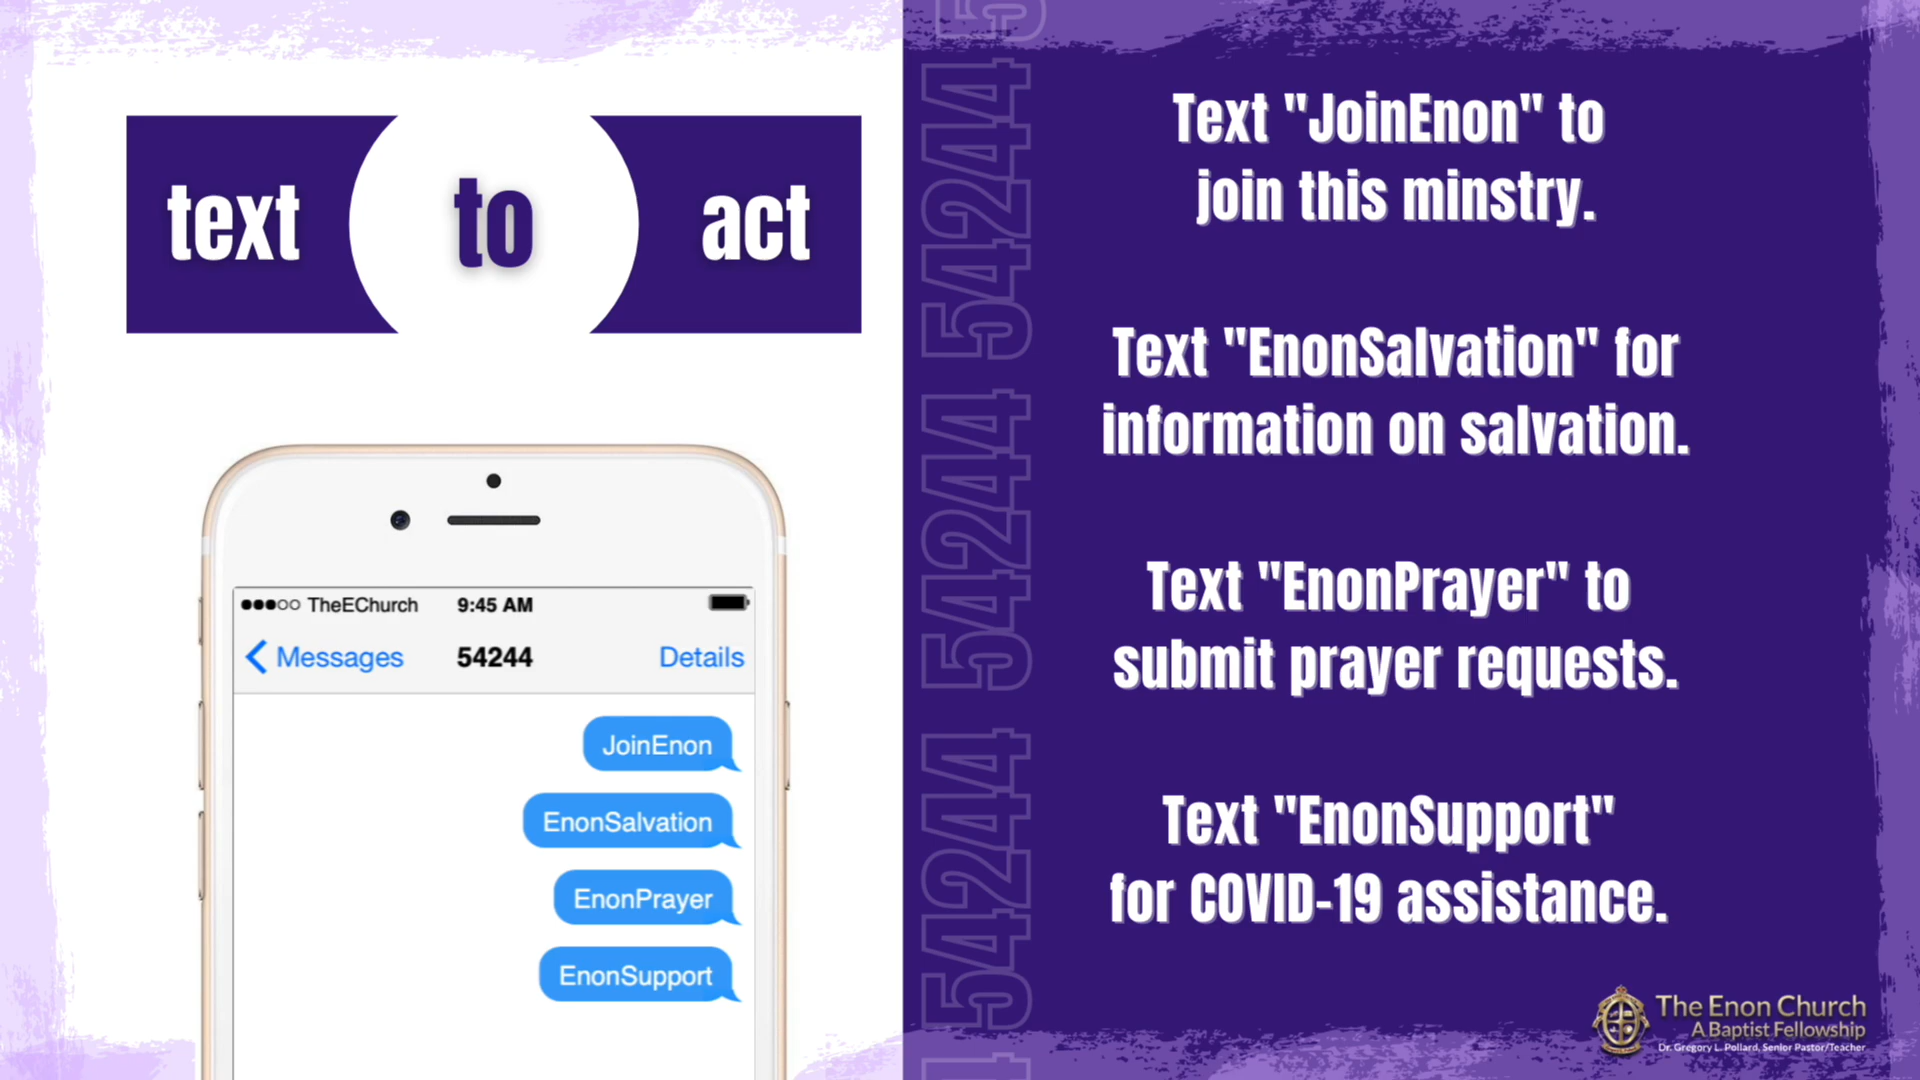 text to act
TheEChurch 9:45 AM
Messages 54244 Details
JoinEnon
EnonSalvation
EnonPrayer
EnonSupport
54244 54244 54244 54244
Text "JoinEnon" to
join this minstry.
Text "EnonSalvation" for
information on salvation.
Text "EnonPrayer" to
submit prayer requests.
Text "EnonSupport"
for COVID-19 assistance.
The Enon Church
A Baptist Fellowship
Dr. Gregory L. Pollard, Senior Pastor/Teacher